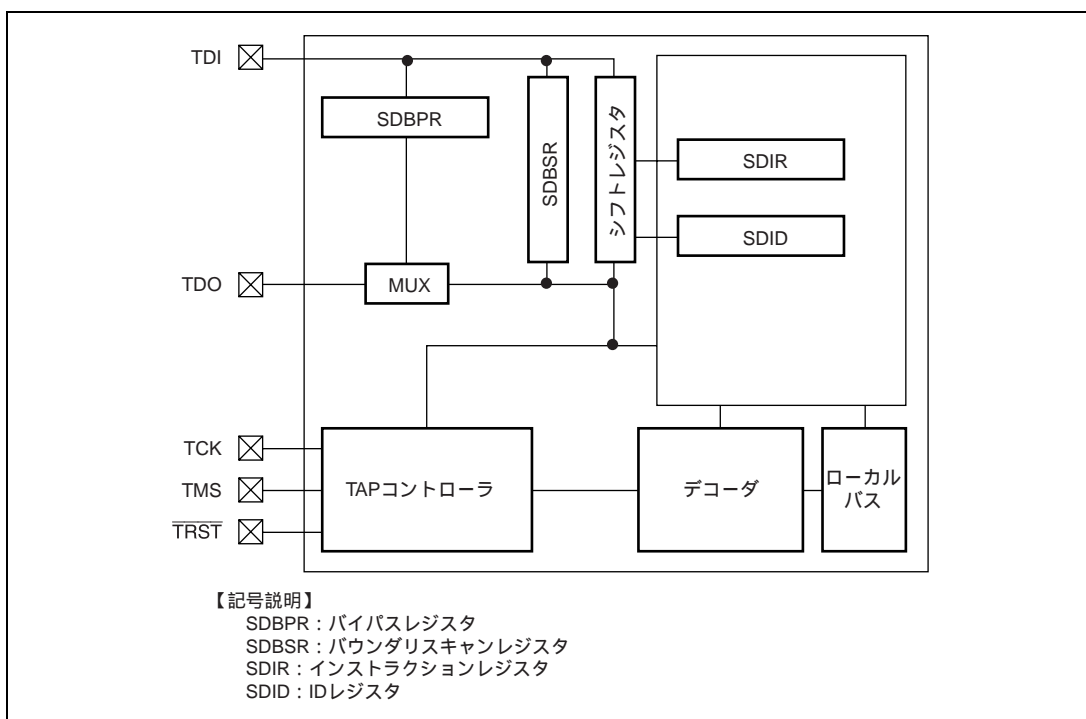 TDI
SDBPR
SDBSR
シフトレジスタ
SDIR
SDID
TDO
MUX
TCK
TMS
TRST
TAPコントローラ
デコーダ
ローカル
バス
【記号説明】
SDBPR：バイパスレジスタ
SDBSR：バウンダリスキャンレジスタ
SDIR：インストラクションレジスタ
SDID：IDレジスタ